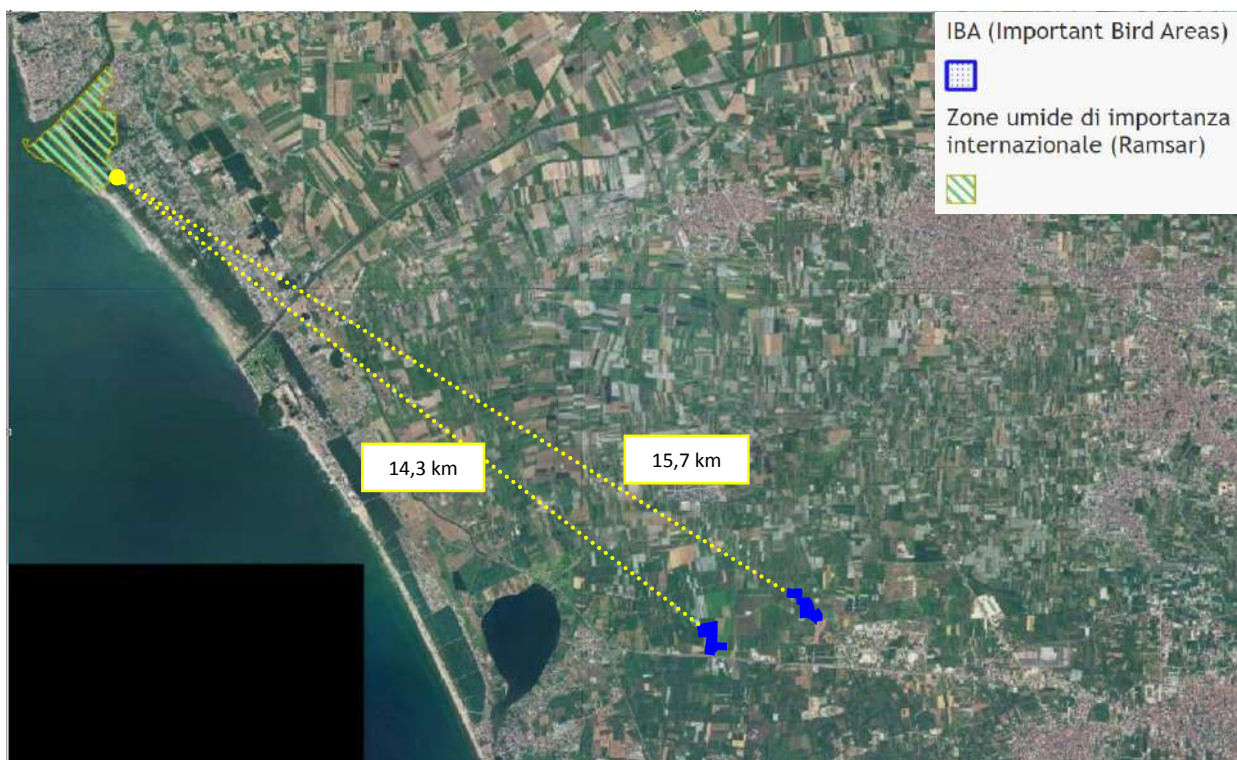 IBA (Important Bird Areas)
Zone umide di importanza
internazionale (Ramsar)
14,3 km
15,7 km